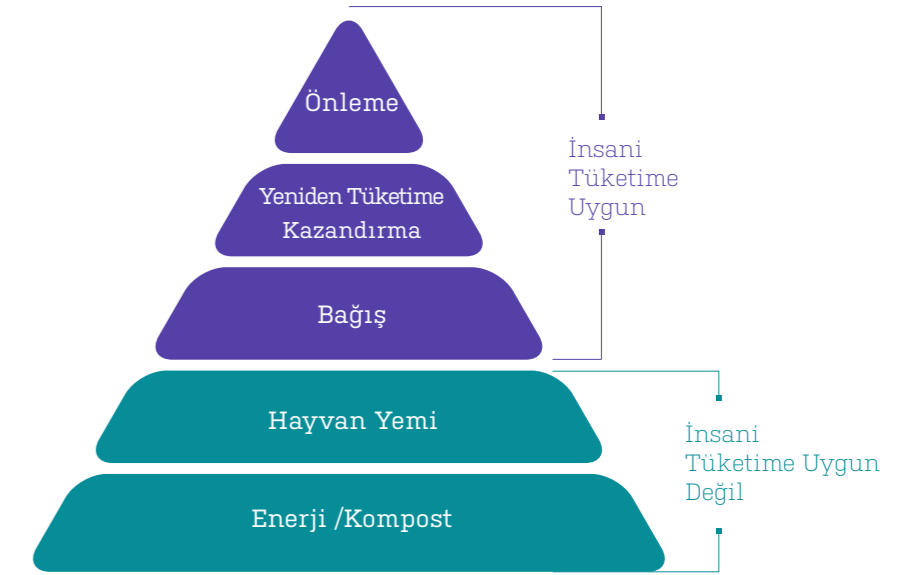 Önleme
Yeniden Tüketime
Kazandırma
Bağış
İnsani
Tüketime
Uygun
Hayvan Yemi
Enerji /Kompost
İnsani
Tüketime Uygun
Değil